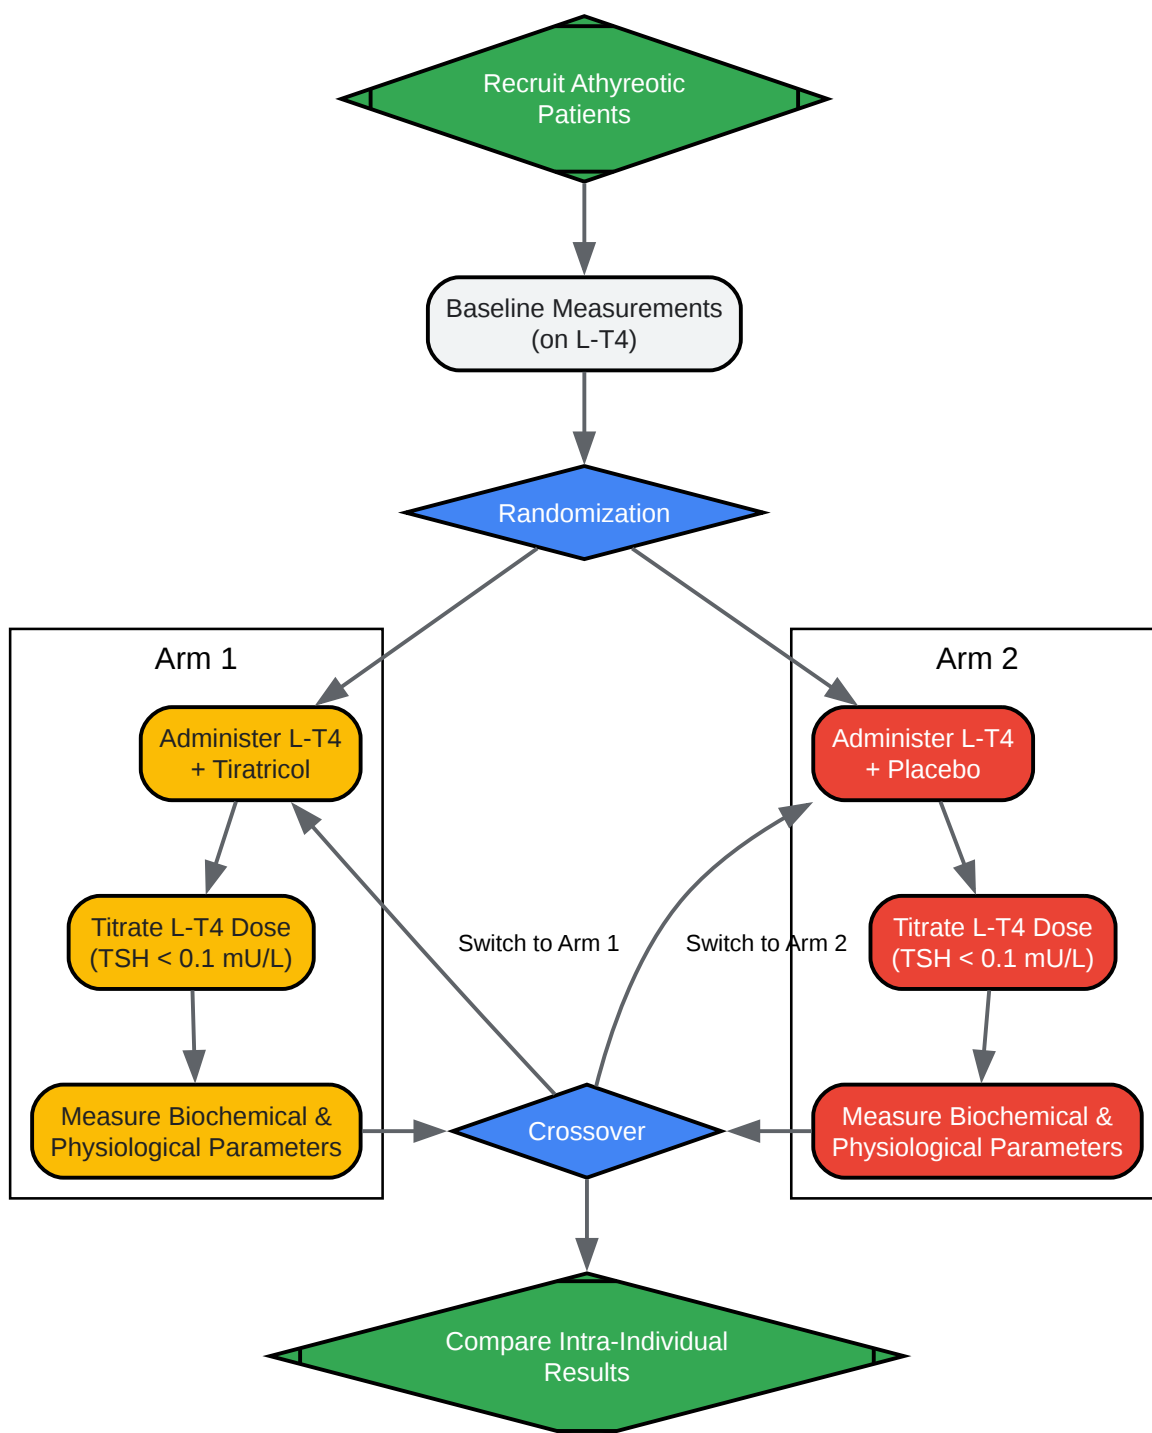 Recruit Athyreotic
Patients
Baseline Measurements
(on L-T4)
Randomization
Arm 1
Arm 2
Administer L-T4
+ Tiratricol
Administer L-T4
+ Placebo
Titrate L-T4 Dose
(TSH < 0.1 mU/L)
Switch to Arm 1
Switch to Arm 2
Titrate L-T4 Dose
(TSH < 0.1 mU/L)
Measure Biochemical &
Physiological Parameters
Crossover
Measure Biochemical &
Physiological Parameters
Compare Intra-Individual
Results